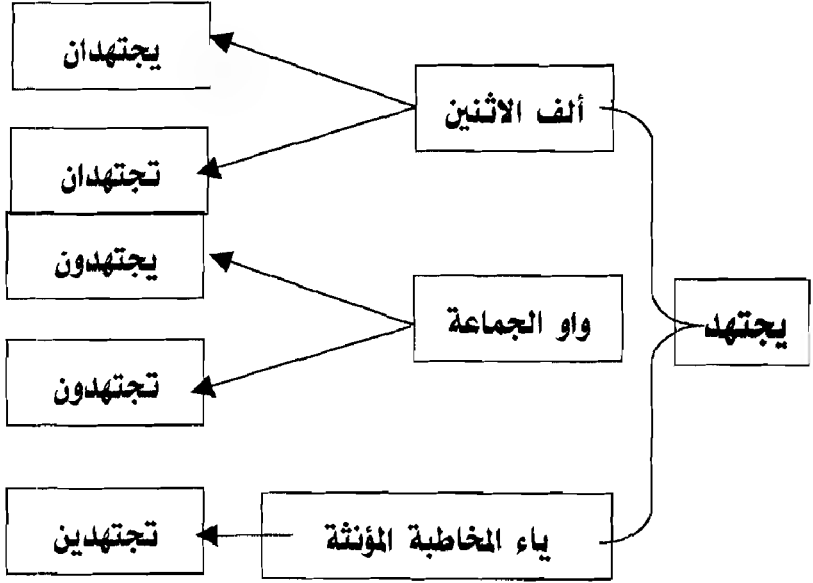 يجتهد
ألف الاثنين
يجتهدان
تجتهدان
واو الجماعة
يجتهدون
تجتهدون
ياء المخاطبة المؤنثة
تجتهدين